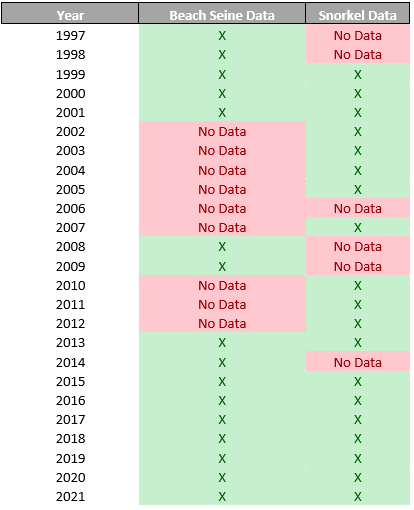 Year Beach Seine Data Snorkel Data
1997 X No Data
1998 X No Data
1999 X X
2000 X X
2001 X X
2002 No Data X
2003 No Data X
2004 No Data X
2005 No Data X
2006 No Data No Data
2007 No Data X
2008 X No Data
2009 X No Data
2010 No Data X
2011 No Data X
2012 No Data X
2013 X X
2014 X No Data
2015 X X
2016 X X
2017 X X
2018 X X
2019 X X
2020 X X
2021 X X